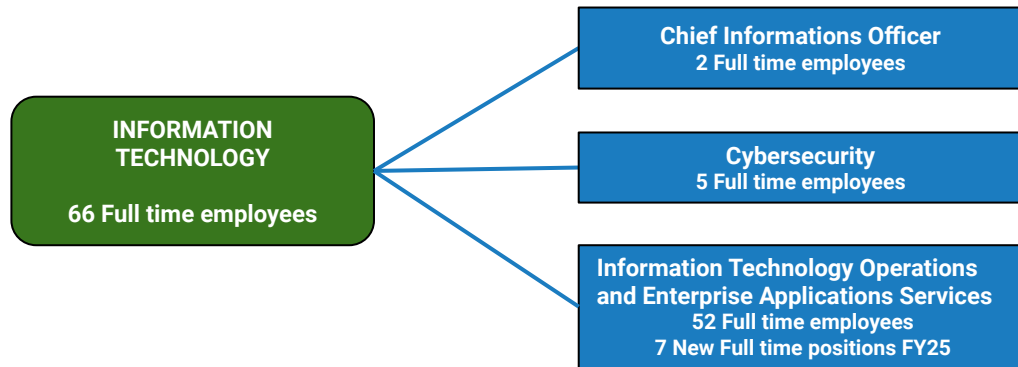 INFORMATION
TECHNOLOGY
66 Full time employees
Chief Informations Officer
2 Full time employees
Cybersecurity
5 Full time employees
Information Technology Operations
and Enterprise Applications Services
52 Full time employees
7 New Full time positions FY25